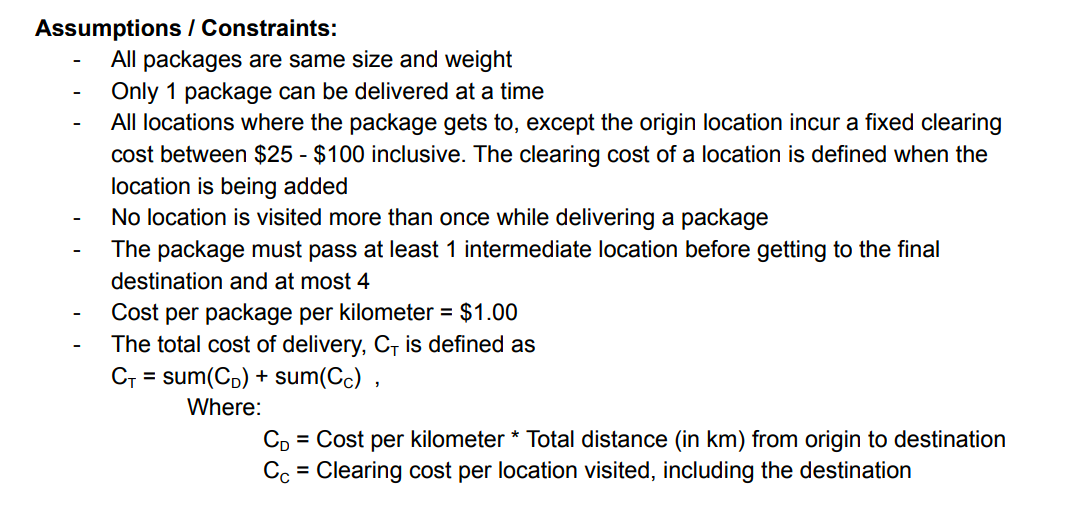 Assumptions / Constraints:
- All packages are same size and weight
- Only 1 package can be delivered at a time
- All locations where the package gets to, except the origin location incur a fixed clearing
cost between $25 - $100 inclusive. The clearing cost of a location is defined when the
location is being added
- No location is visited more than once while delivering a package
- The package must pass at least 1 intermediate location before getting to the final
destination and at most 4
- Cost per package per kilometer = $1.00
- The total cost of delivery, CT is defined as
CT = sum(CD) + sum(CC) ,
Where:
CD = Cost per kilometer * Total distance (in km) from origin to destination
CC = Clearing cost per location visited, including the destination